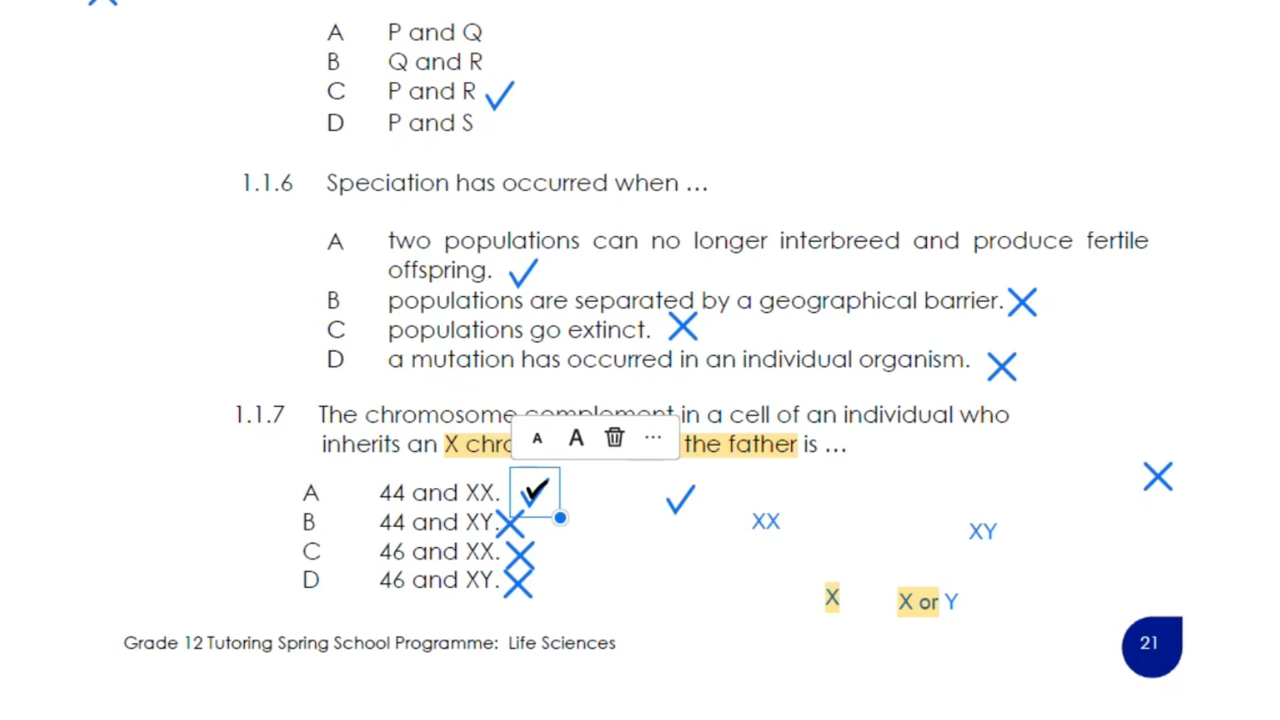 A P and Q
B Q and R
C P and R
D P and S
1.1.6 Speciation has occurred when ...
A two populations can no longer interbreed and produce fertile
offspring.
B populations are separated by a geographical barrier.
C populations go extinct.
D a mutation has occurred in an individual organism.
1.1.7 The chromosome complement in a cell of an individual who
inherits an X the father is ...
A A ...
A 44 and XX.
B 44 and XY.
C 46 and XX.
D 46 and XY.
XX XY
X X or Y
Grade 12 Tutoring Spring School Programme: Life Sciences 21